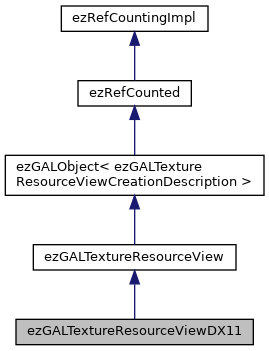 ezRefCountingImpl
ezRefCounted
ezGALObject< ezGALTexture
ResourceViewCreationDescription >
ezGALTextureResourceView
ezGALTextureResourceViewDX11